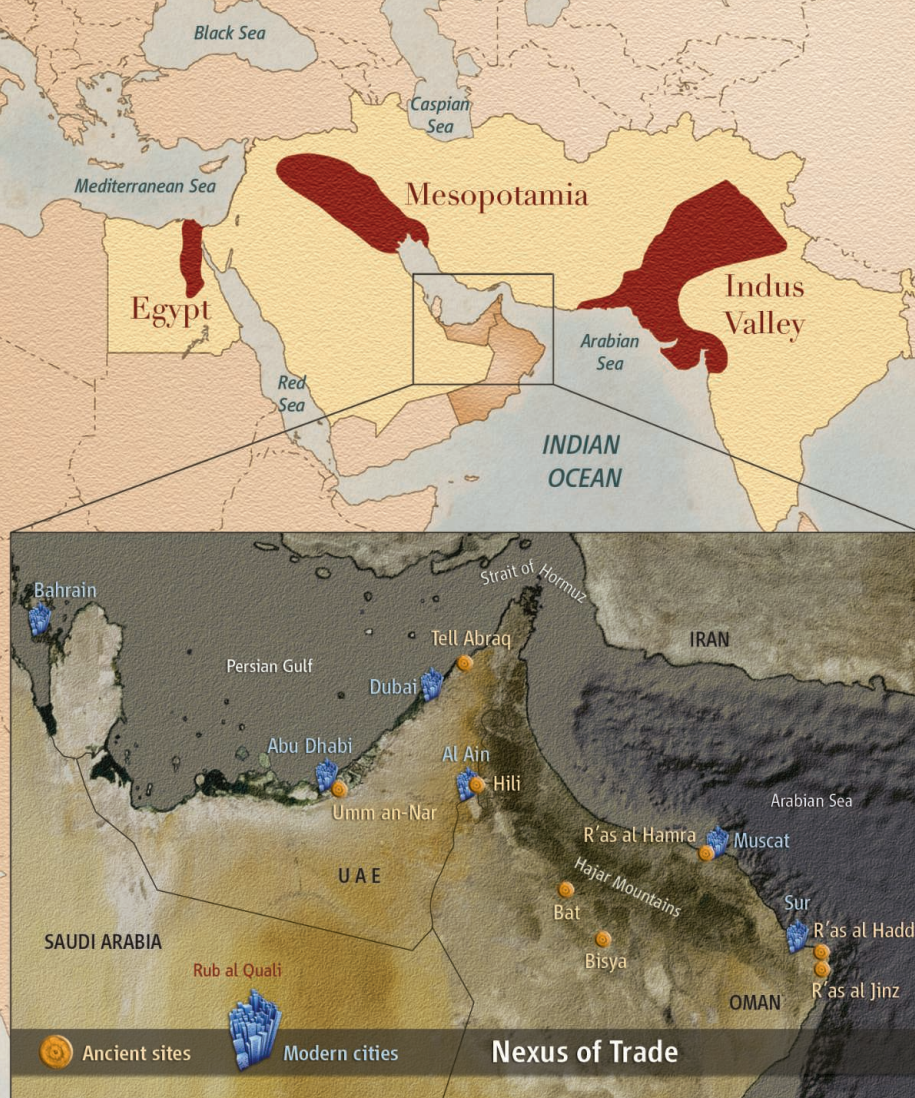 Black Sea
Caspian
Sea
Mediterranean Sea
Mesopotamia
Egypt
Indus
Valley
Arabian
Sea
Red
Sea
INDIAN
OCEAN
Bahrain
Strait of Hormuz
Tell Abraq
IRAN
Persian Gulf
Dubai
Abu Dhabi
Al Ain
Hili
Umm an-Nar
Arabian Sea
R'as al Hamra
Muscat
UAE
Hajar Mountains
Bat
Sur
R'as al Hadd
SAUDI ARABIA
Bisya
Rub al Quali
R'as al Jinz
OMAN
Ancient sites
Modern cities
Nexus of Trade